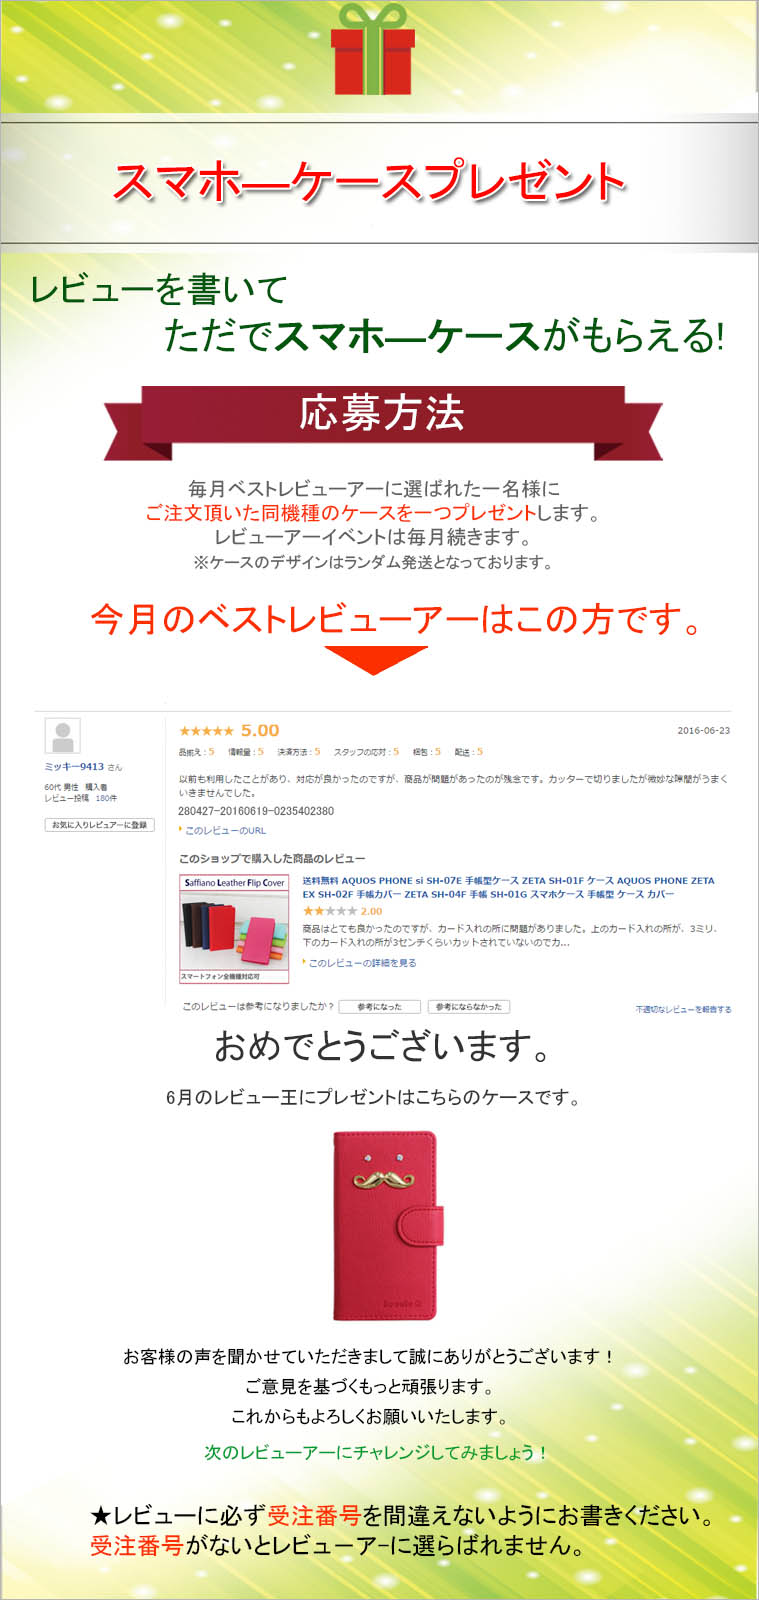 スマホ―ケースプレゼント
レビューを書いて
ただでスマホ―ケースがもらえる!
応募方法
毎月ベストレビューアーに選ばれた一名様に
ご注文頂いた同機種のケースを一つプレゼントします。
レビューアーイベントは毎月続きます。
※ケースのデザインはランダム発送となっております。
今月のベストレビューアーはこの方です。
★★★★★ 5.00
2016-06-23
品揃え：5 情報量：5 決済方法：5 スタッフの応対：5 梱包：5 配送：5
ミッキー9413 さん
60代 男性 購入者
レビュー投稿 180件
お気に入りレビュアーに登録
以前も利用したことがあり、対応が良かったのですが、商品が問題があったのが残念です。カッターで切りましたが微妙な隙間がうまく
いきませんでした。
280427-20160619-0235402380
このレビューのURL
このショップで購入した商品のレビュー
Saffiano Leather Flip Cover
スマートフォン全機種対応可
送料無料 AQUOS PHONE si SH-07E 手帳型ケース ZETA SH-01F ケース AQUOS PHONE ZETA
EX SH-02F 手帳カバー ZETA SH-04F 手帳 SH-01G スマホケース 手帳型 ケース カバー
★★★★★ 2.00
商品はとても良かったのですが、カード入れの所に問題がありました。上のカード入れの所が、3ミリ、
下のカード入れの所が3センチくらいカットされていないのでカ...
このレビューの詳細を見る
このレビューは参考になりましたか？ 参考になった 参考にならなかった
不適切なレビューを報告する
おめでとうございます。
6月のレビュー王にプレゼントはこちらのケースです。
お客様の声を聞かせていただきまして誠にありがとうございます！
ご意見を基づくもっと頑張ります。
これからもよろしくお願いいたします。
次のレビューアーにチャレンジしてみましょう！
★レビューに必ず受注番号を間違えないようにお書きください。
受注番号がないとレビューア-に選らばれません。